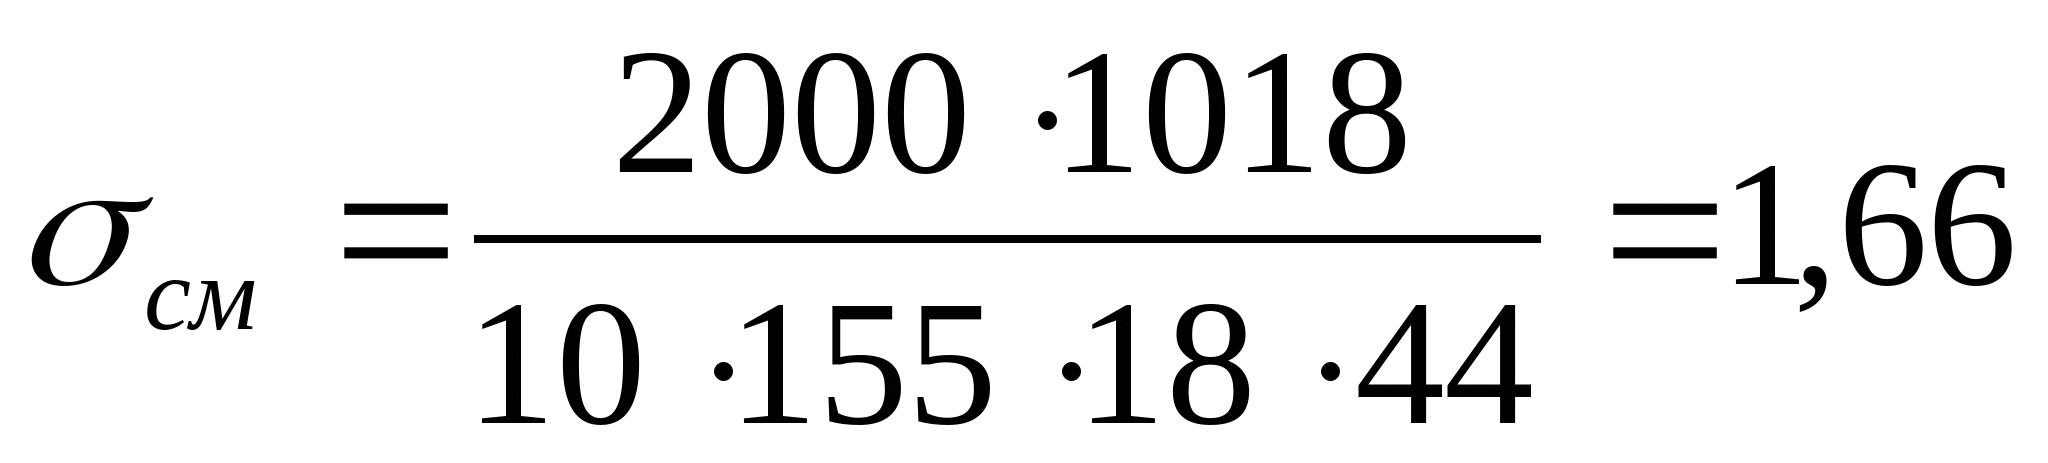 σсм = 2000 ·1018 / 10 ·155 ·18 ·44 =1,66